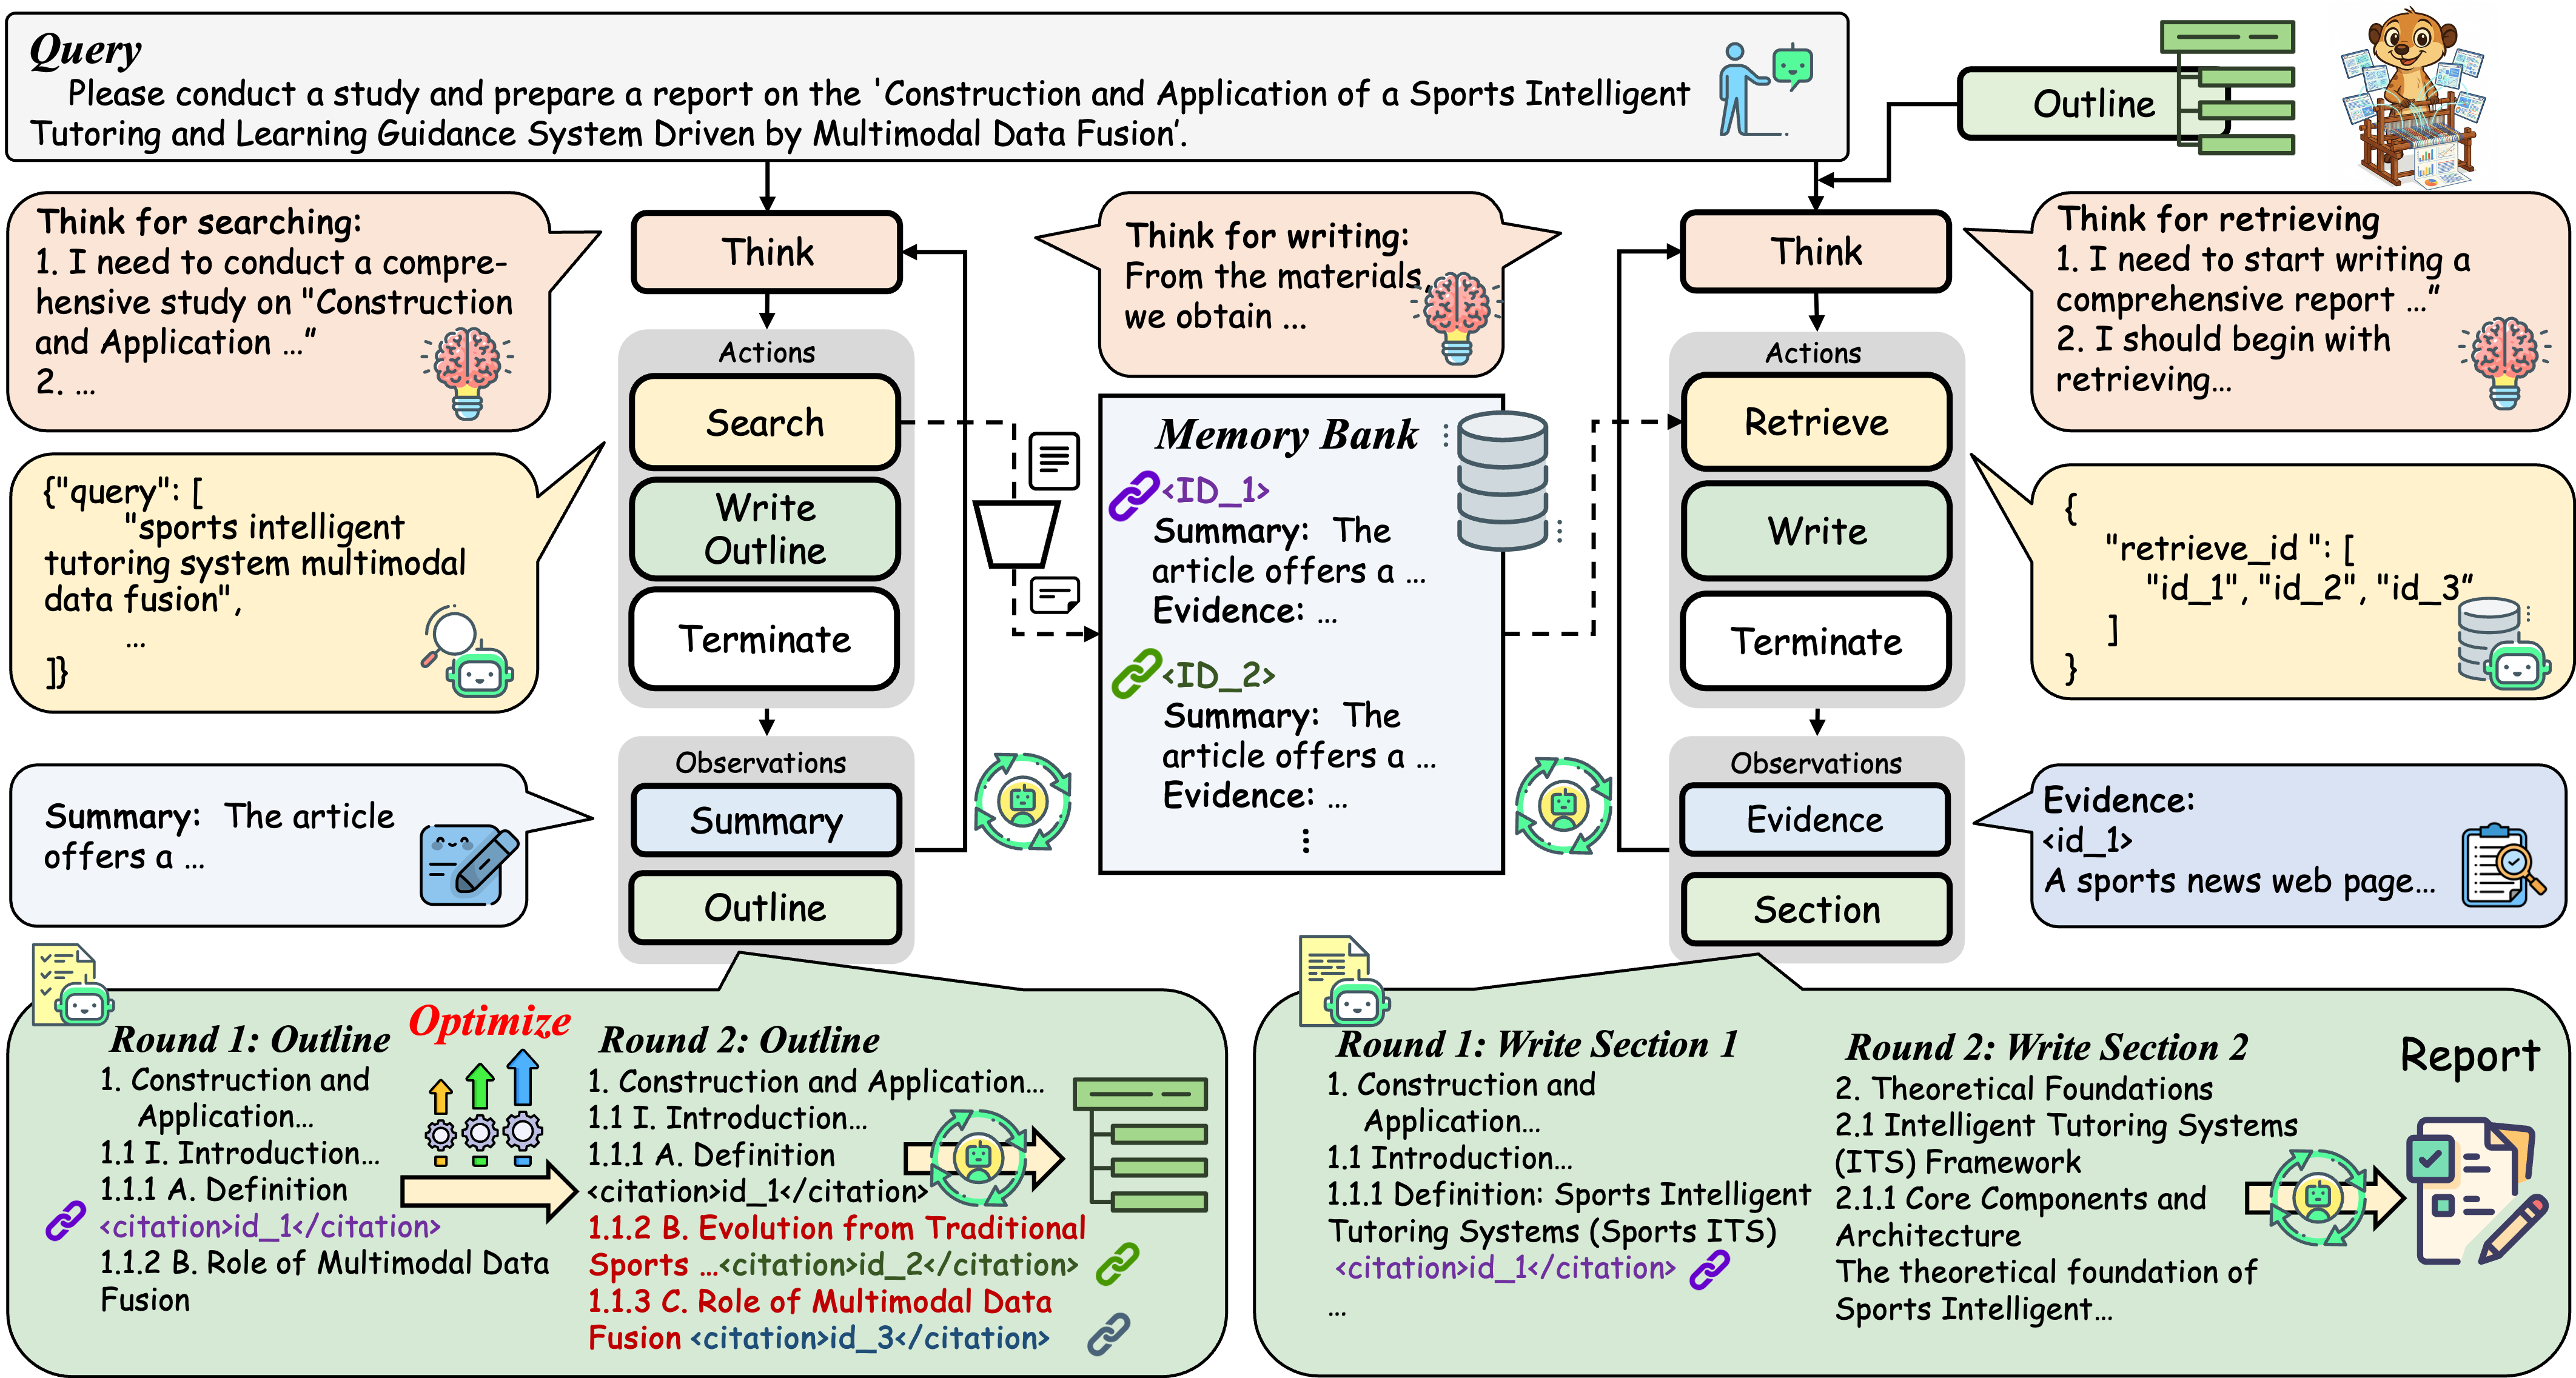 Query
Please conduct a study and prepare a report on the 'Construction and Application of a Sports Intelligent
Tutoring and Learning Guidance System Driven by Multimodal Data Fusion'.
Outline
Think for searching:
1. I need to conduct a compre-
hensive study on "Construction
and Application ..."
2. ...
Think
Think for writing:
From the materials,
we obtain ...
Think
Think for retrieving
1. I need to start writing a
comprehensive report ..."
2. I should begin with
retrieving...
{"query": [
"sports intelligent
tutoring system multimodal
data fusion",
...
]}
Actions
Search
Write
Outline
Terminate
Memory Bank
<ID_1>
Summary: The
article offers a ...
Evidence: ...
<ID_2>
Summary: The
article offers a ...
Evidence: ...
⋮
Actions
Retrieve
Write
Terminate
{
"retrieve_id ": [
"id_1", "id_2", "id_3"
]
}
Summary: The article
offers a ...
Observations
Summary
Outline
Observations
Evidence
Section
Evidence:
<id_1>
A sports news web page...
Round 1: Outline
1. Construction and
Application...
1.1 I. Introduction...
1.1.1 A. Definition
<citation>id_1</citation>
1.1.2 B. Role of Multimodal Data
Fusion
Optimize
Round 2: Outline
1. Construction and Application...
1.1 I. Introduction...
1.1.1 A. Definition
<citation>id_1</citation>
1.1.2 B. Evolution from Traditional
Sports ...<citation>id_2</citation>
1.1.3 C. Role of Multimodal Data
Fusion <citation>id_3</citation>
Round 1: Write Section 1
1. Construction and
Application...
1.1 Introduction...
1.1.1 Definition: Sports Intelligent
Tutoring Systems (Sports ITS)
<citation>id_1</citation>
...
Round 2: Write Section 2
2. Theoretical Foundations
2.1 Intelligent Tutoring Systems
(ITS) Framework
2.1.1 Core Components and
Architecture
The theoretical foundation of
Sports Intelligent...
Report